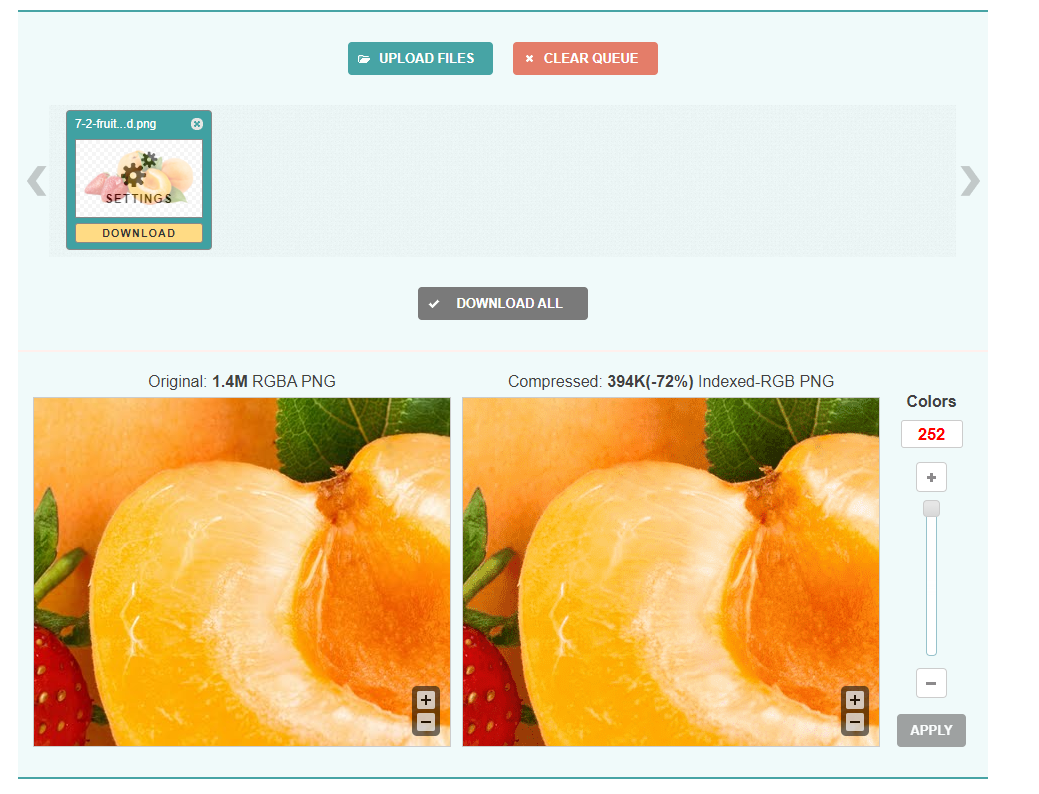 UPLOAD FILES
CLEAR QUEUE
7-2-fruit...d.png
SETTINGS
DOWNLOAD
DOWNLOAD ALL
Original: 1.4M RGBA PNG
Compressed: 394K(-72%) Indexed-RGB PNG
Colors
252
APPLY